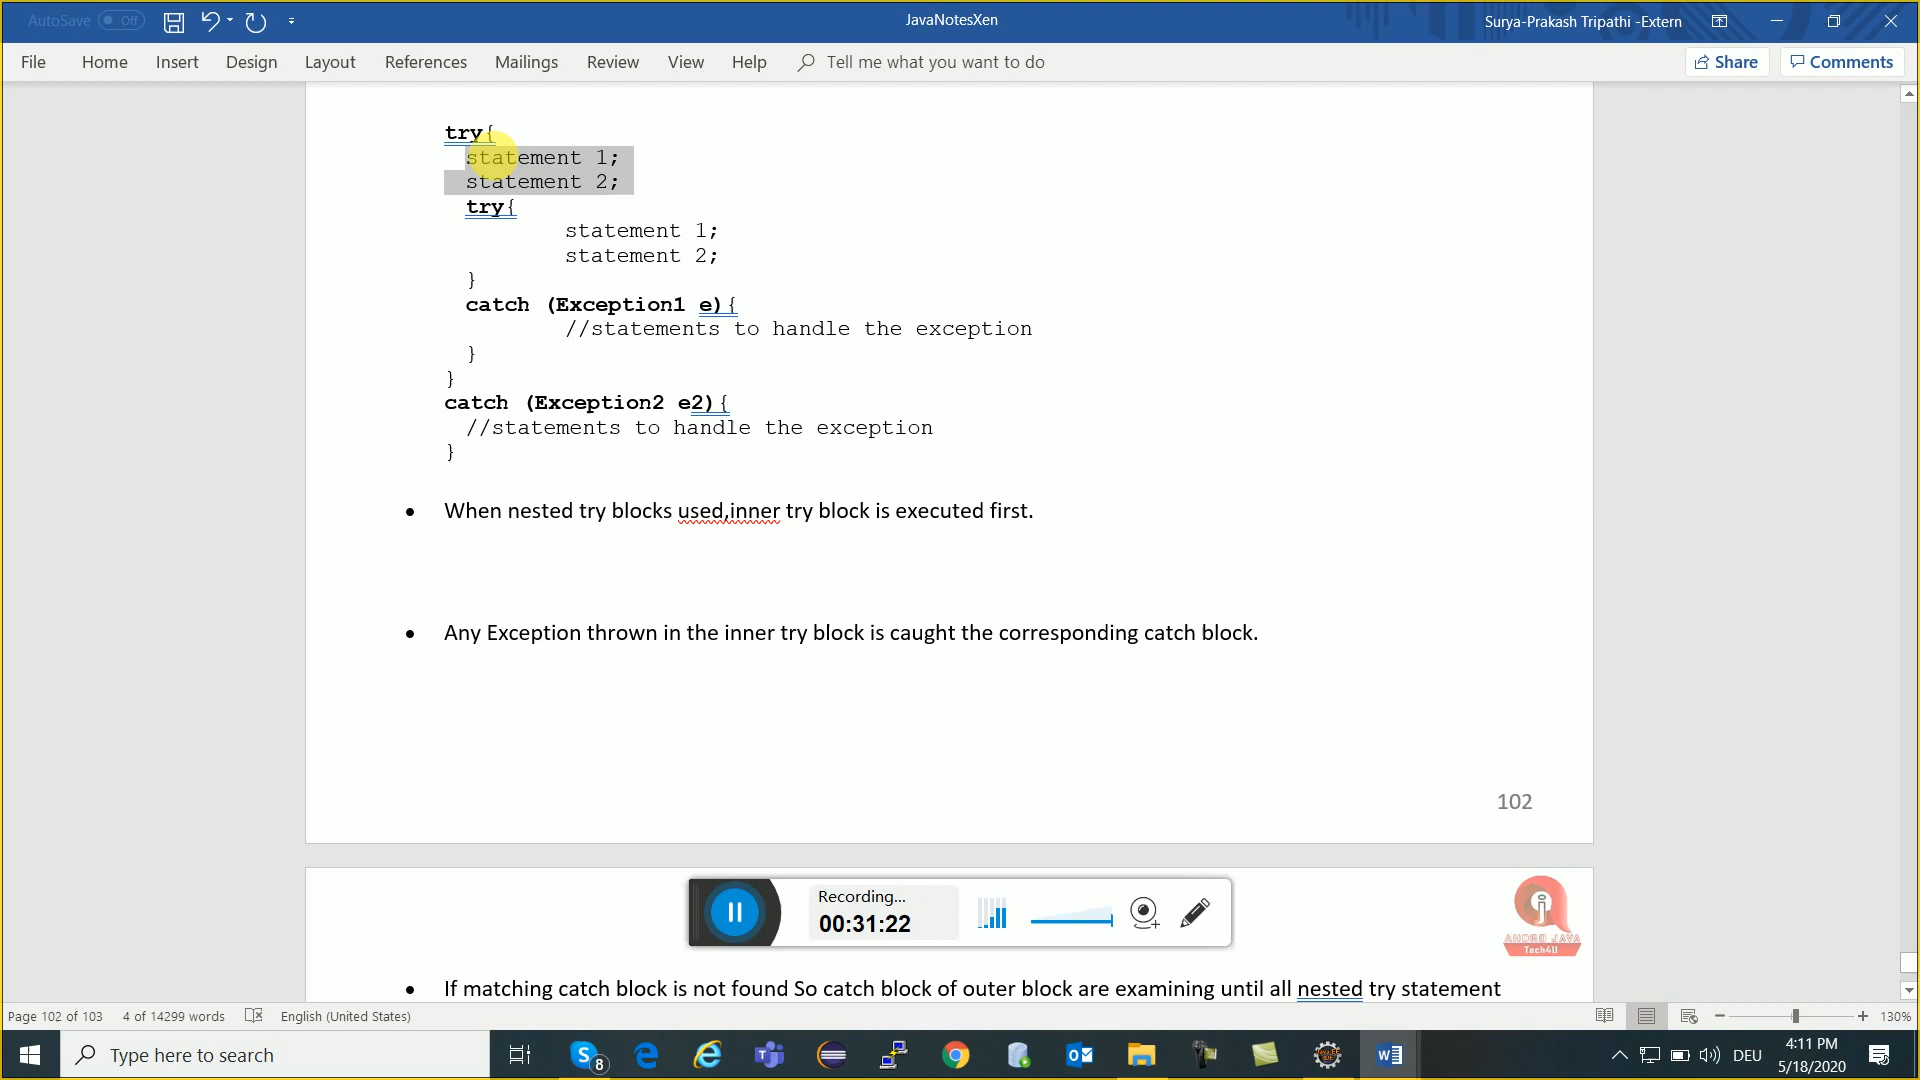 AutoSave Off
JavaNotesXen
Surya-Prakash Tripathi -Extern
File Home Insert Design Layout References Mailings Review View Help Tell me what you want to do
Share Comments
try{
statement 1;
statement 2;
try{
statement 1;
statement 2;
}
catch (Exception1 e){
//statements to handle the exception
}
}
catch (Exception2 e2){
//statements to handle the exception
}
• When nested try blocks used,inner try block is executed first.
• Any Exception thrown in the inner try block is caught the corresponding catch block.
102
Recording...
00:31:22
ANDRO JAVA
Tech4U
• If matching catch block is not found So catch block of outer block are examining until all nested try statement
Page 102 of 103 4 of 14299 words English (United States) 130%
Type here to search
8
DEU
4:11 PM
5/18/2020